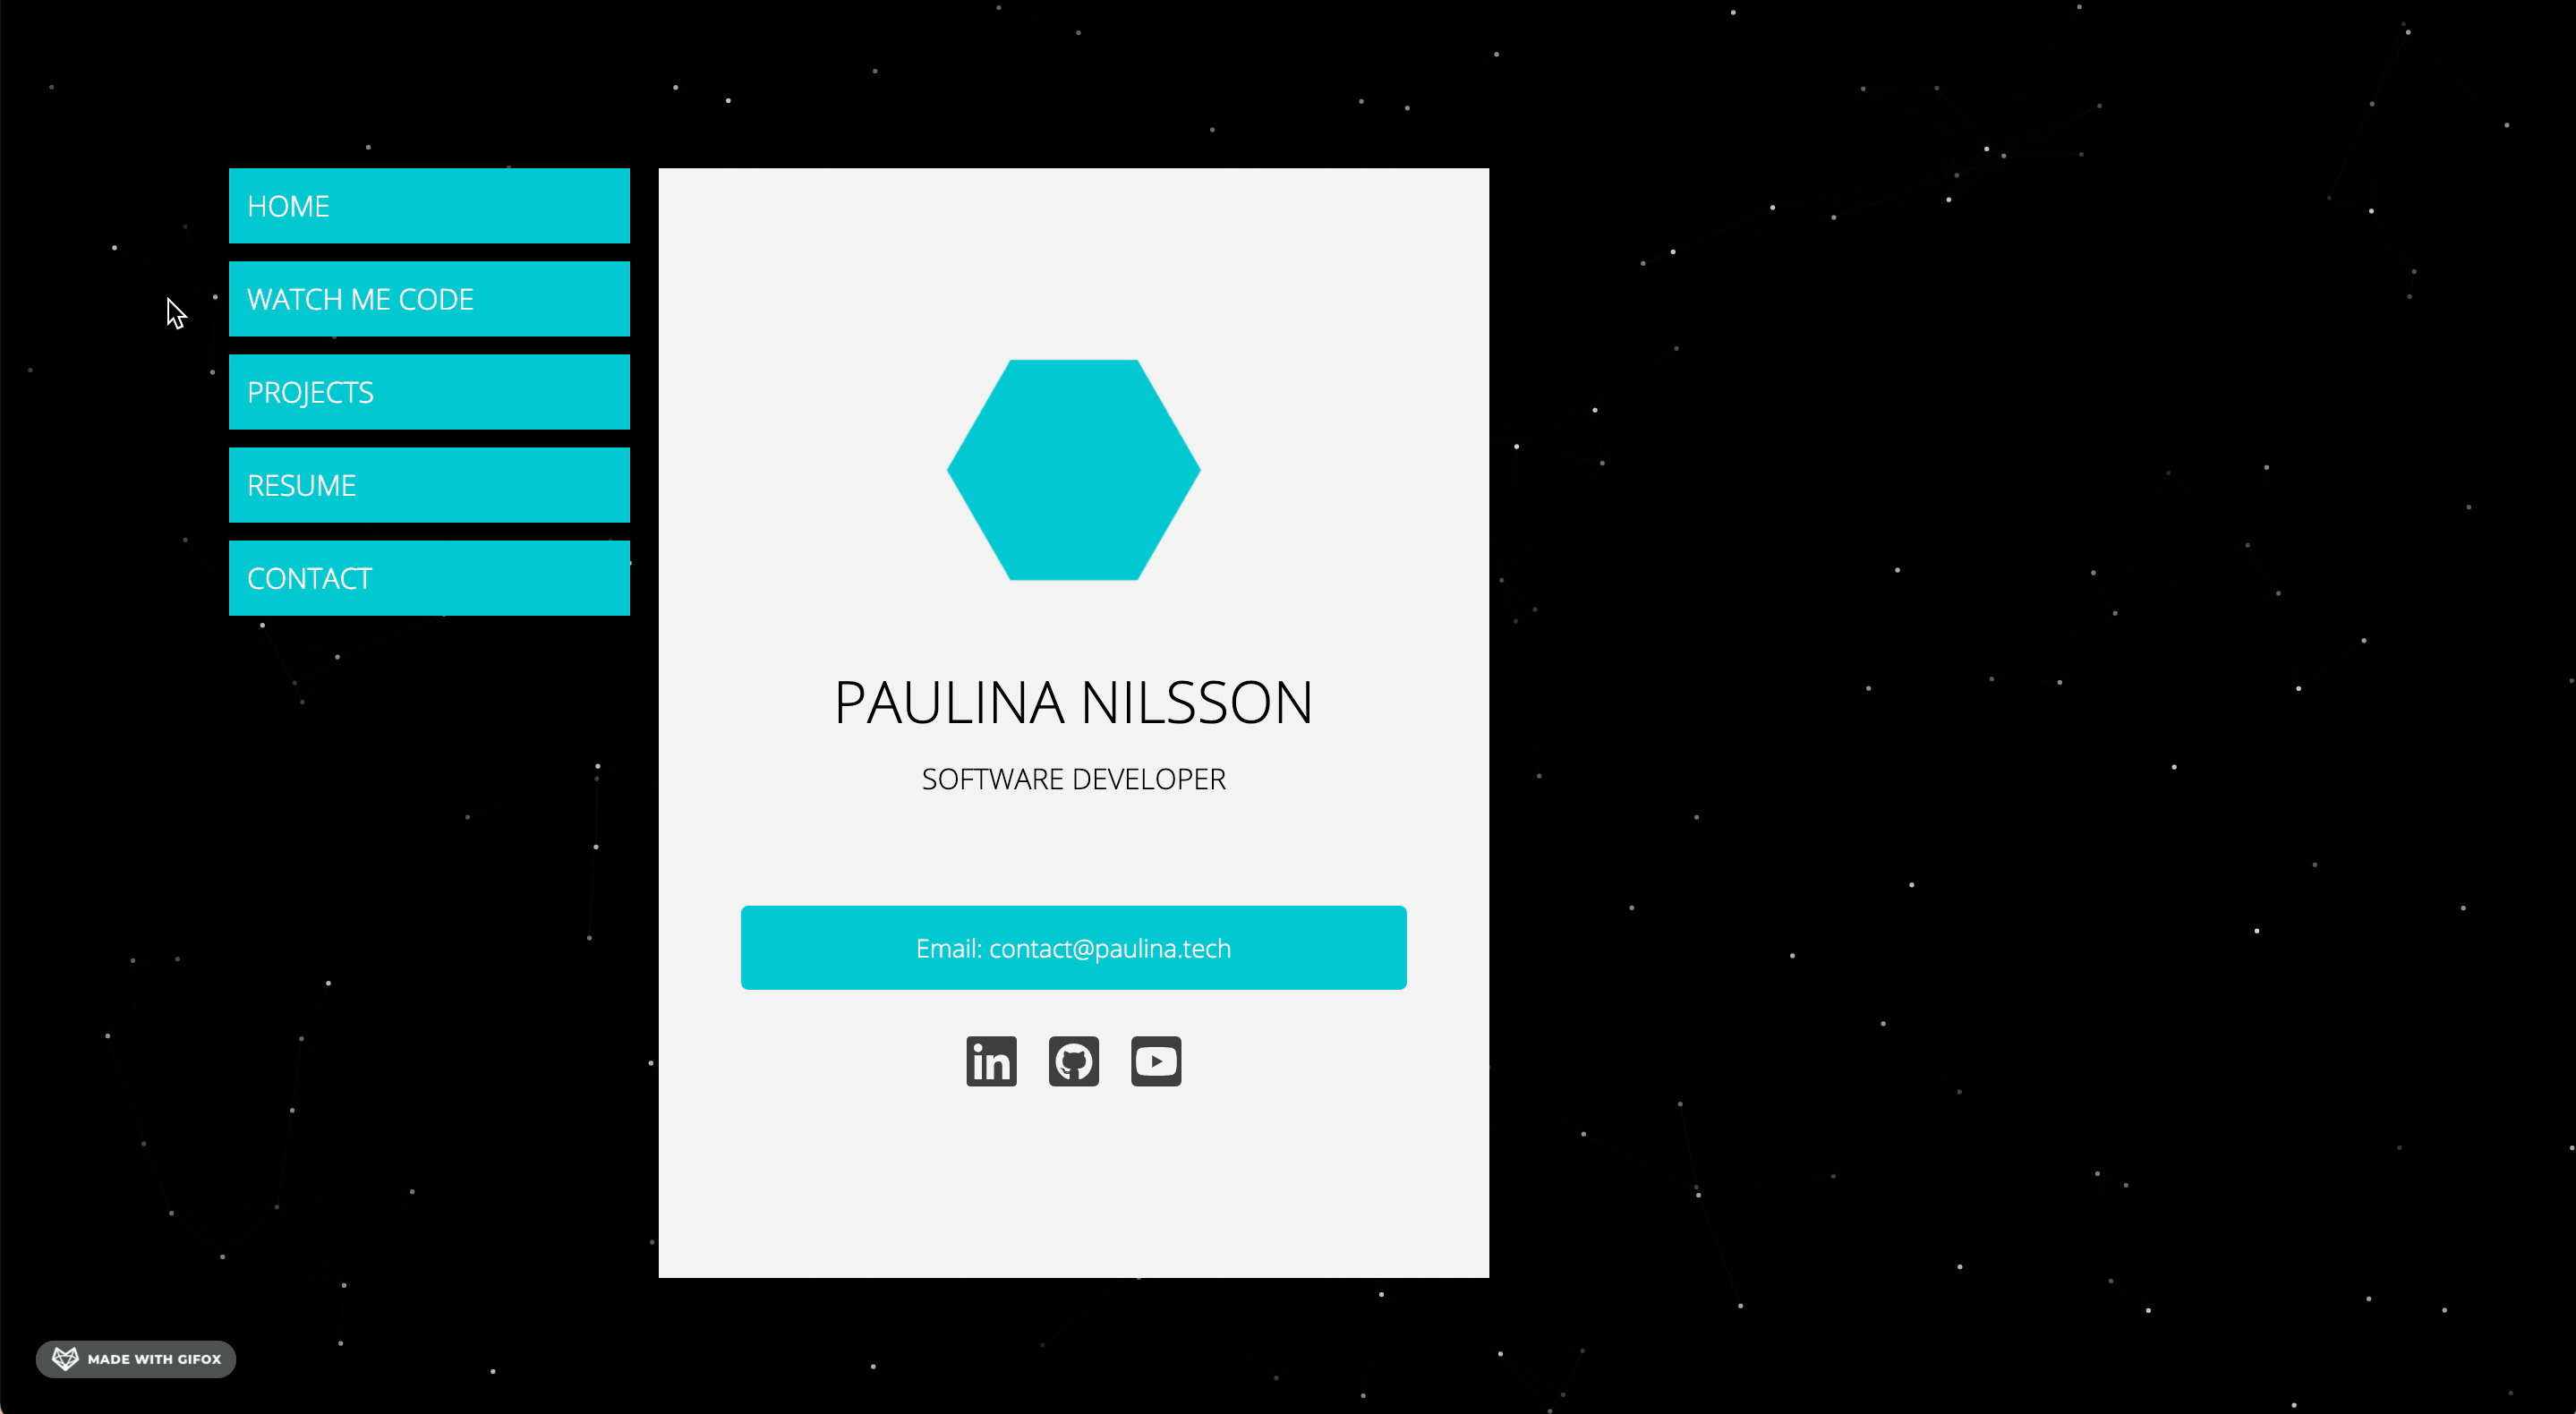 HOME
WATCH ME CODE
PROJECTS
RESUME
CONTACT
PAULINA NILSSON
SOFTWARE DEVELOPER
Email: contact@paulina.tech
in
MADE WITH GIFOX